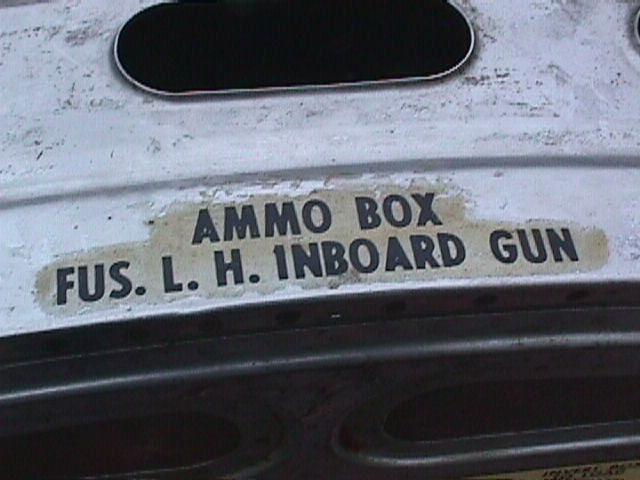 AMMO BOX
FUS. L. H. INBOARD GUN